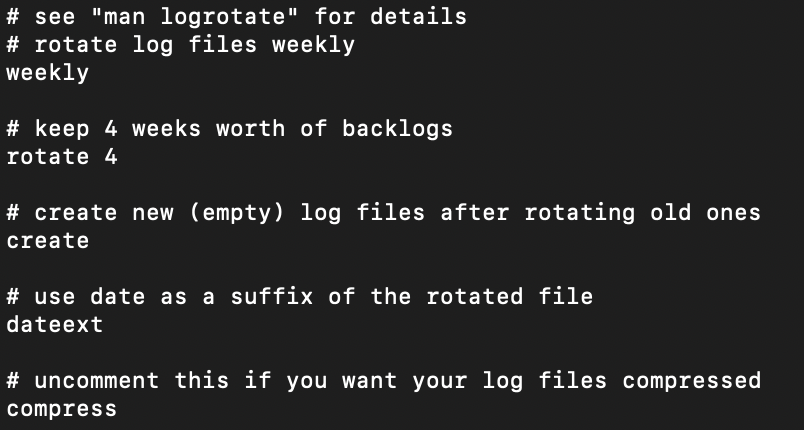 # see "man logrotate" for details
# rotate log files weekly
weekly
# keep 4 weeks worth of backlogs
rotate 4
# create new (empty) log files after rotating old ones
create
# use date as a suffix of the rotated file
dateext
# uncomment this if you want your log files compressed
compress